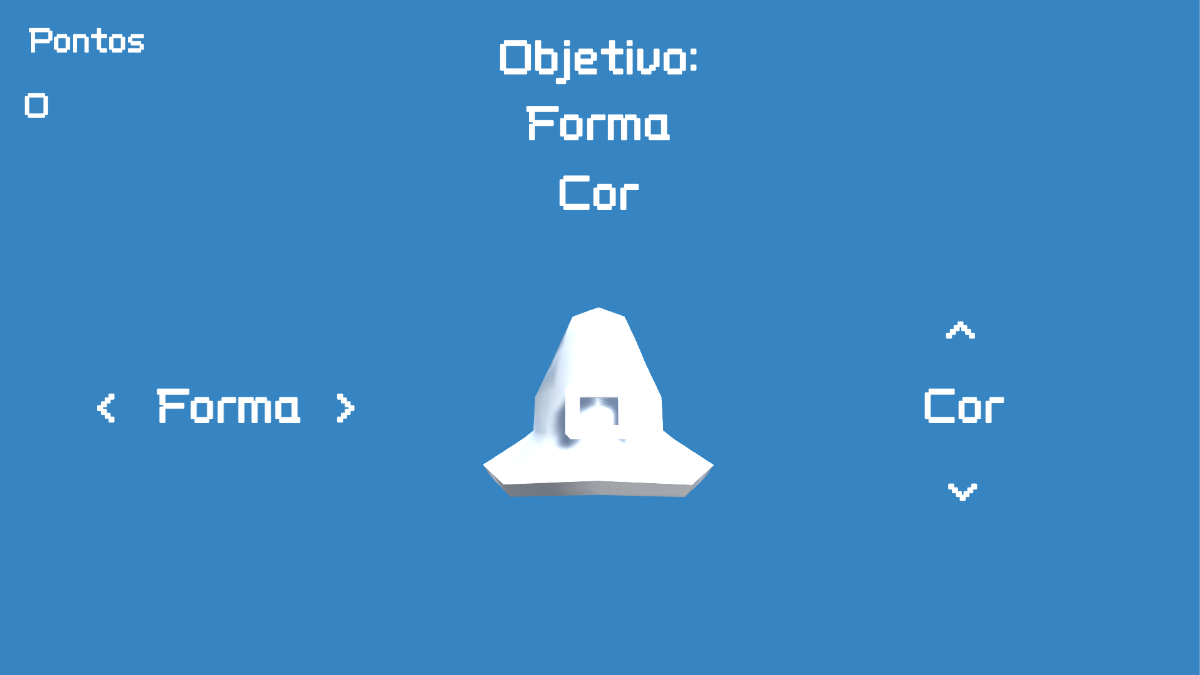 Pontos
0
Objetivo:
Forma
Cor
< Forma >
^
Cor
v